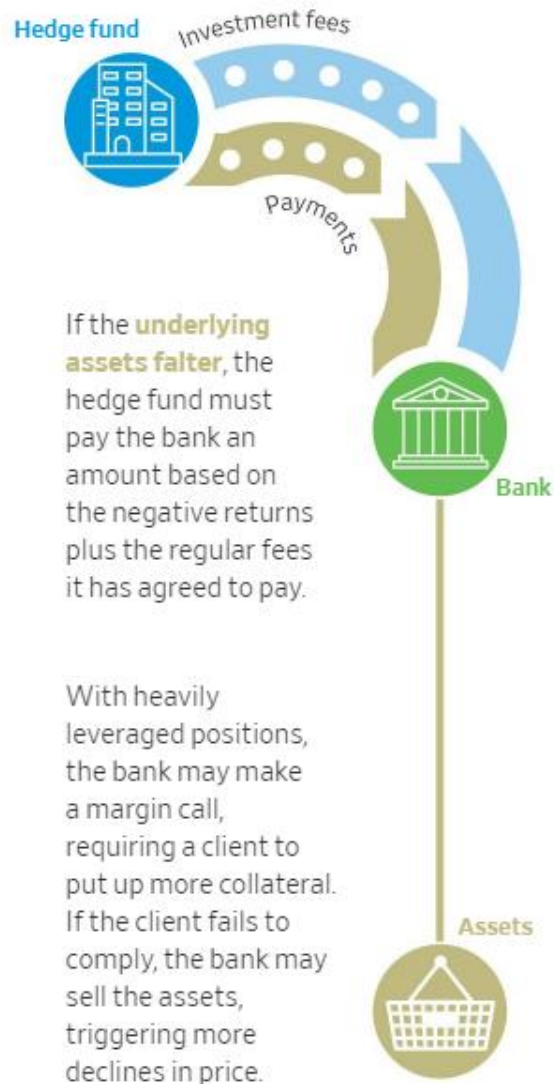 Hedge fund
Investment fees
Payments
If the underlying
assets falter, the
hedge fund must
pay the bank an
amount based on
the negative returns
plus the regular fees
it has agreed to pay.
Bank
With heavily
leveraged positions,
the bank may make
a margin call,
requiring a client to
put up more collateral.
If the client fails to
comply, the bank may
sell the assets,
triggering more
declines in price.
Assets